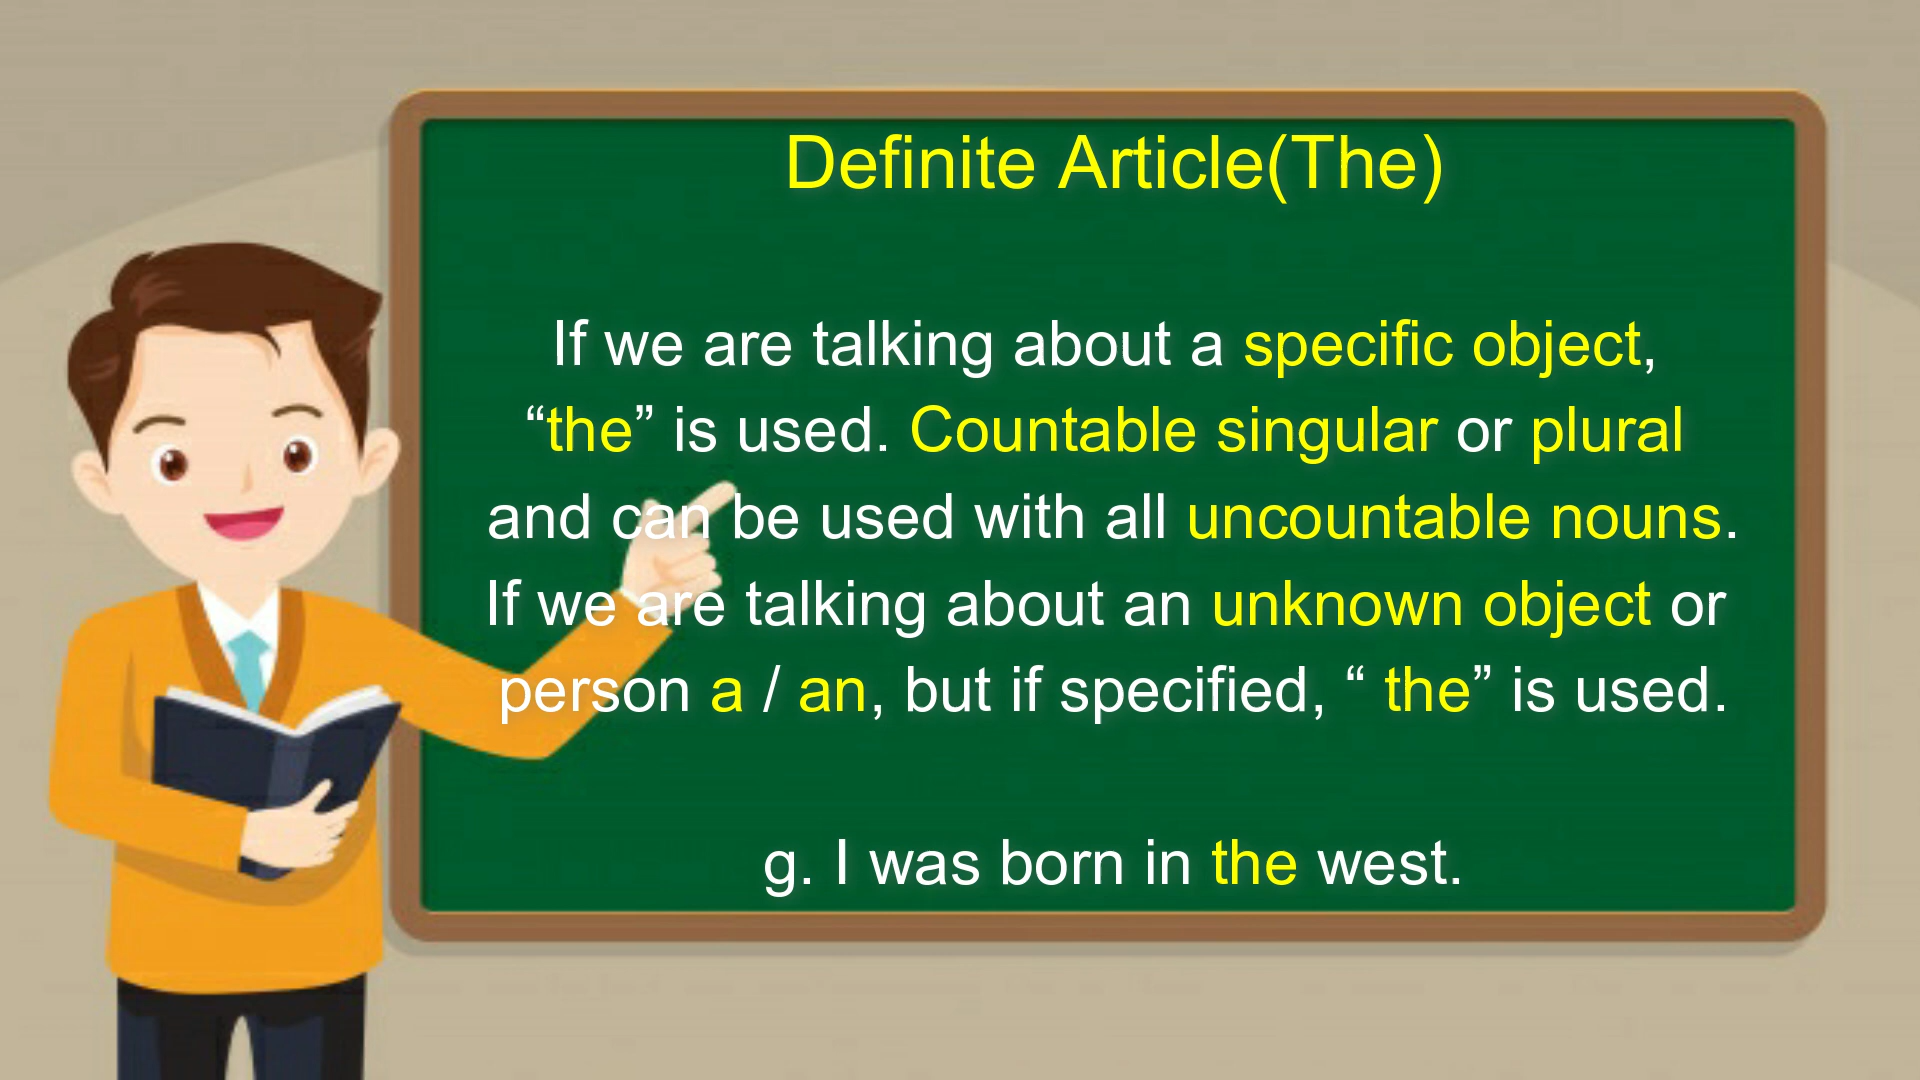 Definite Article(The)
If we are talking about a specific object,
“the” is used. Countable singular or plural
and can be used with all uncountable nouns.
If we are talking about an unknown object or
person a / an, but if specified, “ the” is used.
g. I was born in the west.